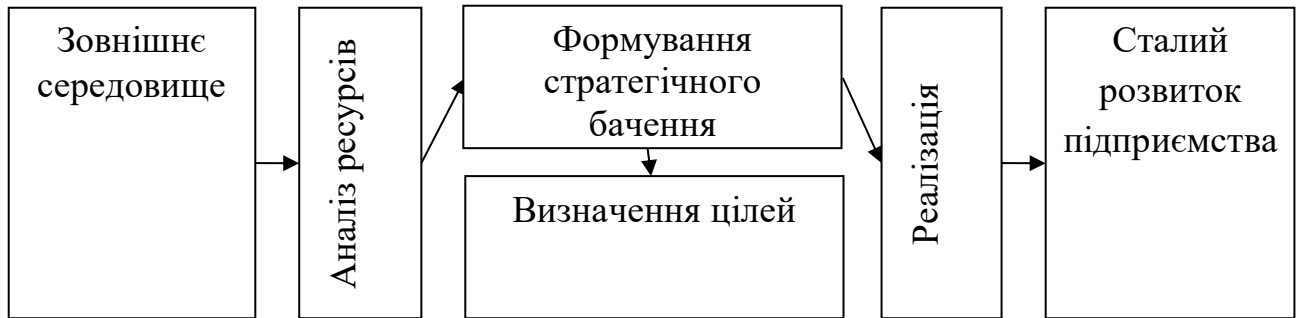 Зовнішнє
середовище
Аналіз ресурсів
Формування
стратегічного
бачення
Визначення цілей
Реалізація
Сталий
розвиток
підприємства